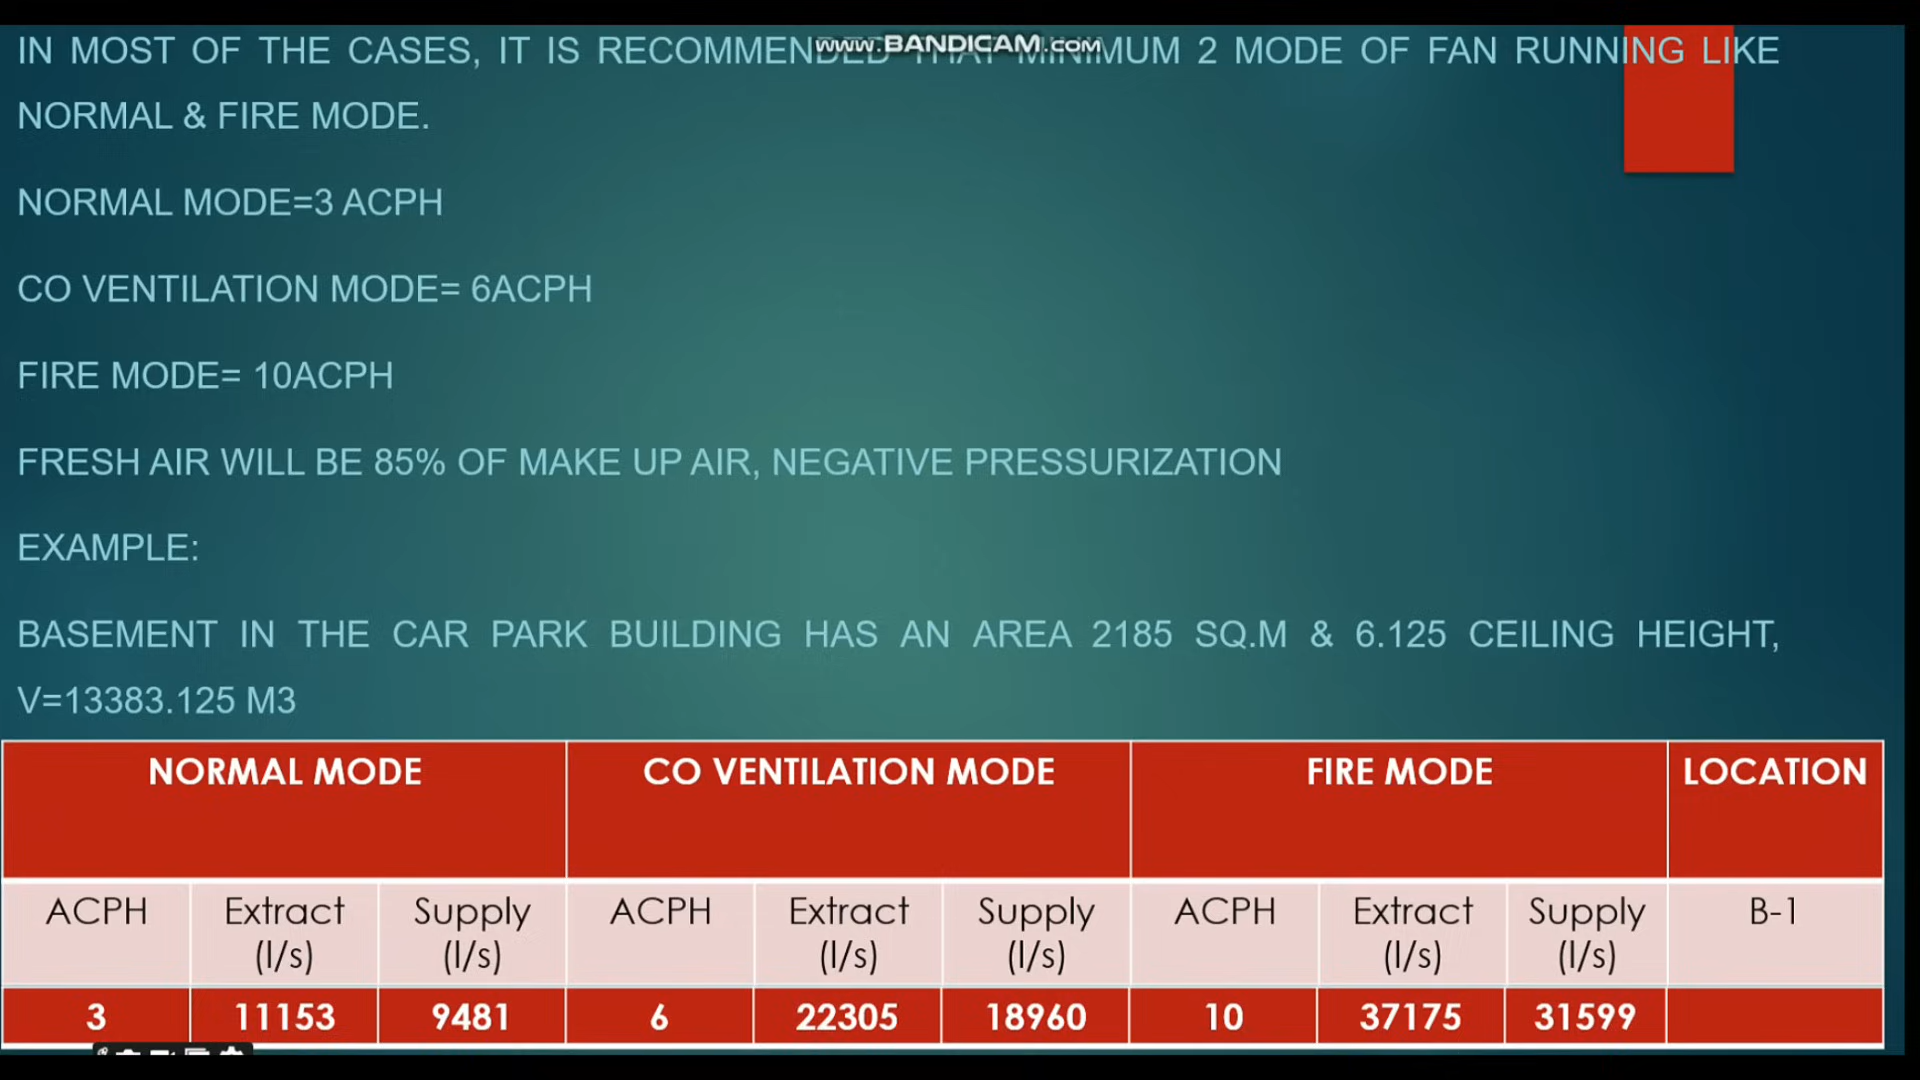 www.BANDICAM.com
IN MOST OF THE CASES, IT IS RECOMMENDED THAT MINIMUM 2 MODE OF FAN RUNNING LIKE
NORMAL & FIRE MODE.
NORMAL MODE=3 ACPH
CO VENTILATION MODE= 6ACPH
FIRE MODE= 10ACPH
FRESH AIR WILL BE 85% OF MAKE UP AIR, NEGATIVE PRESSURIZATION
EXAMPLE:
BASEMENT IN THE CAR PARK BUILDING HAS AN AREA 2185 SQ.M & 6.125 CEILING HEIGHT,
V=13383.125 M3
NORMAL MODE CO VENTILATION MODE FIRE MODE LOCATION
ACPH Extract Supply ACPH Extract Supply ACPH Extract Supply B-1
(l/s) (l/s) (l/s) (l/s) (l/s) (l/s)
3 11153 9481 6 22305 18960 10 37175 31599